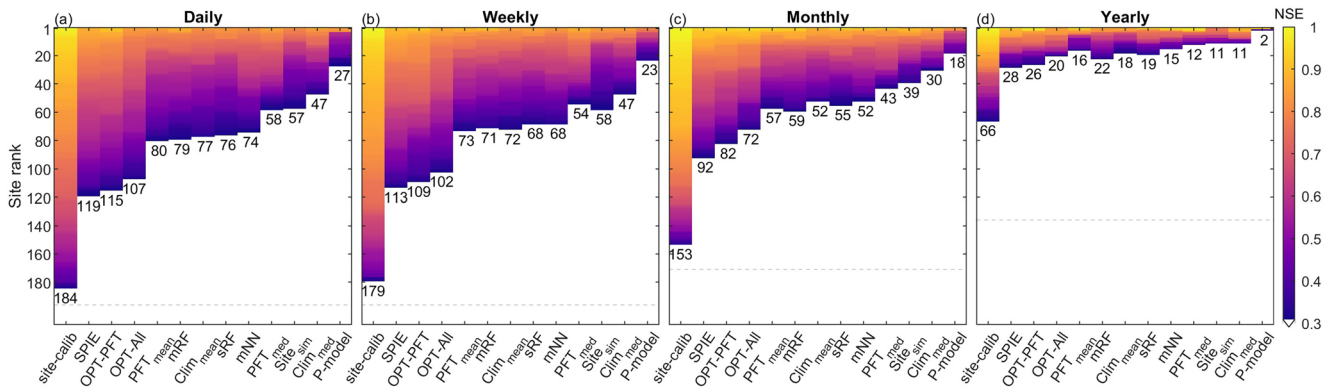 (a) Daily
(b) Weekly
(c) Monthly
(d) Yearly
NSE
Site rank
1
20
40
60
80
100
120
140
160
180
184 119 115 107 80 79 77 76 74 58 57 47 27
179 113 109 102 73 71 72 68 68 54 58 47 23
153 92 82 72 57 59 52 55 52 43 39 30 18
66 28 26 20 16 22 18 19 15 12 11 11 2
site-calib SPIE OPT-PFT OPT-All PFT mean mRF Clim mean sRF mNN PFT med Site sim Clim med P-model
site-calib SPIE OPT-PFT OPT-All PFT mean mRF Clim mean sRF mNN PFT med Site sim Clim med P-model
site-calib SPIE OPT-PFT OPT-All PFT mean mRF Clim mean sRF mNN PFT med Site sim Clim med P-model
site-calib SPIE OPT-PFT OPT-All PFT mean mRF Clim mean sRF mNN PFT med Site sim Clim med P-model
1
0.9
0.8
0.7
0.6
0.5
0.4
0.3